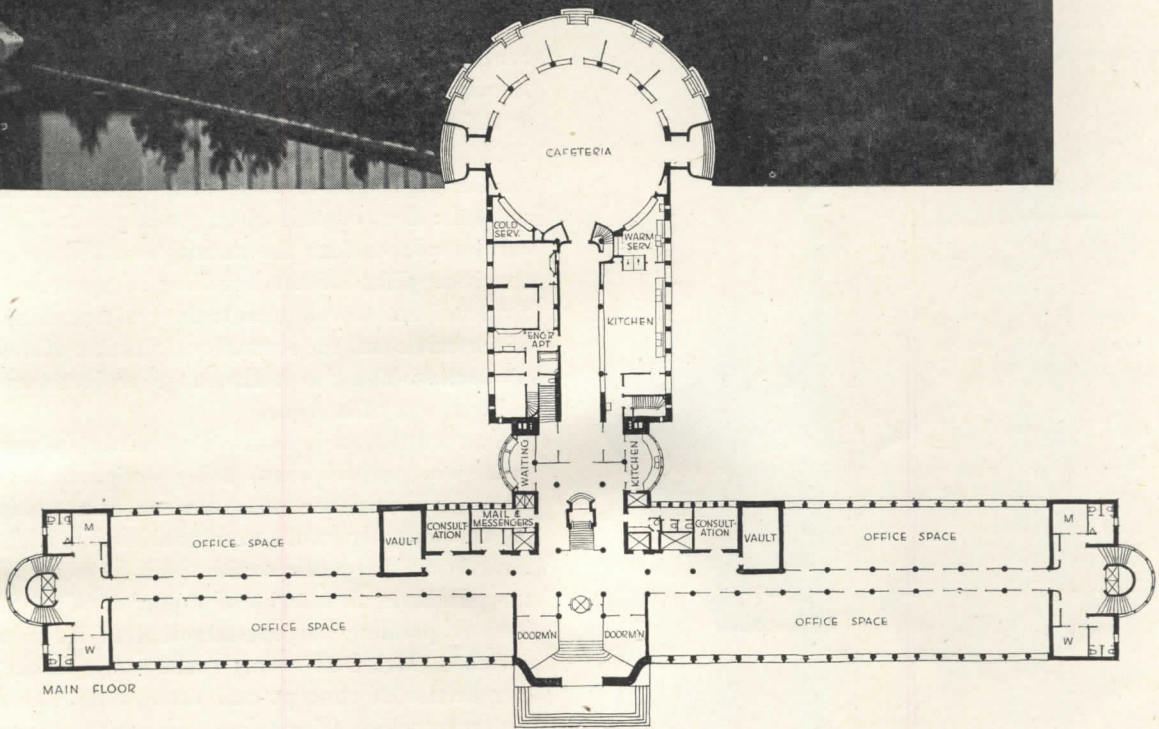 CAFETERIA
COLD
SERV.
WARM
SERV.
KITCHEN
ENG'R
APT.
WAITING
KITCHEN
M
OFFICE SPACE
VAULT
CONSULT-
ATION
MAIL &
MESSENGERS
CONSULT-
ATION
VAULT
OFFICE SPACE
M
OFFICE SPACE
W
DOORM'N
DOORM'N
OFFICE SPACE
W
MAIN FLOOR